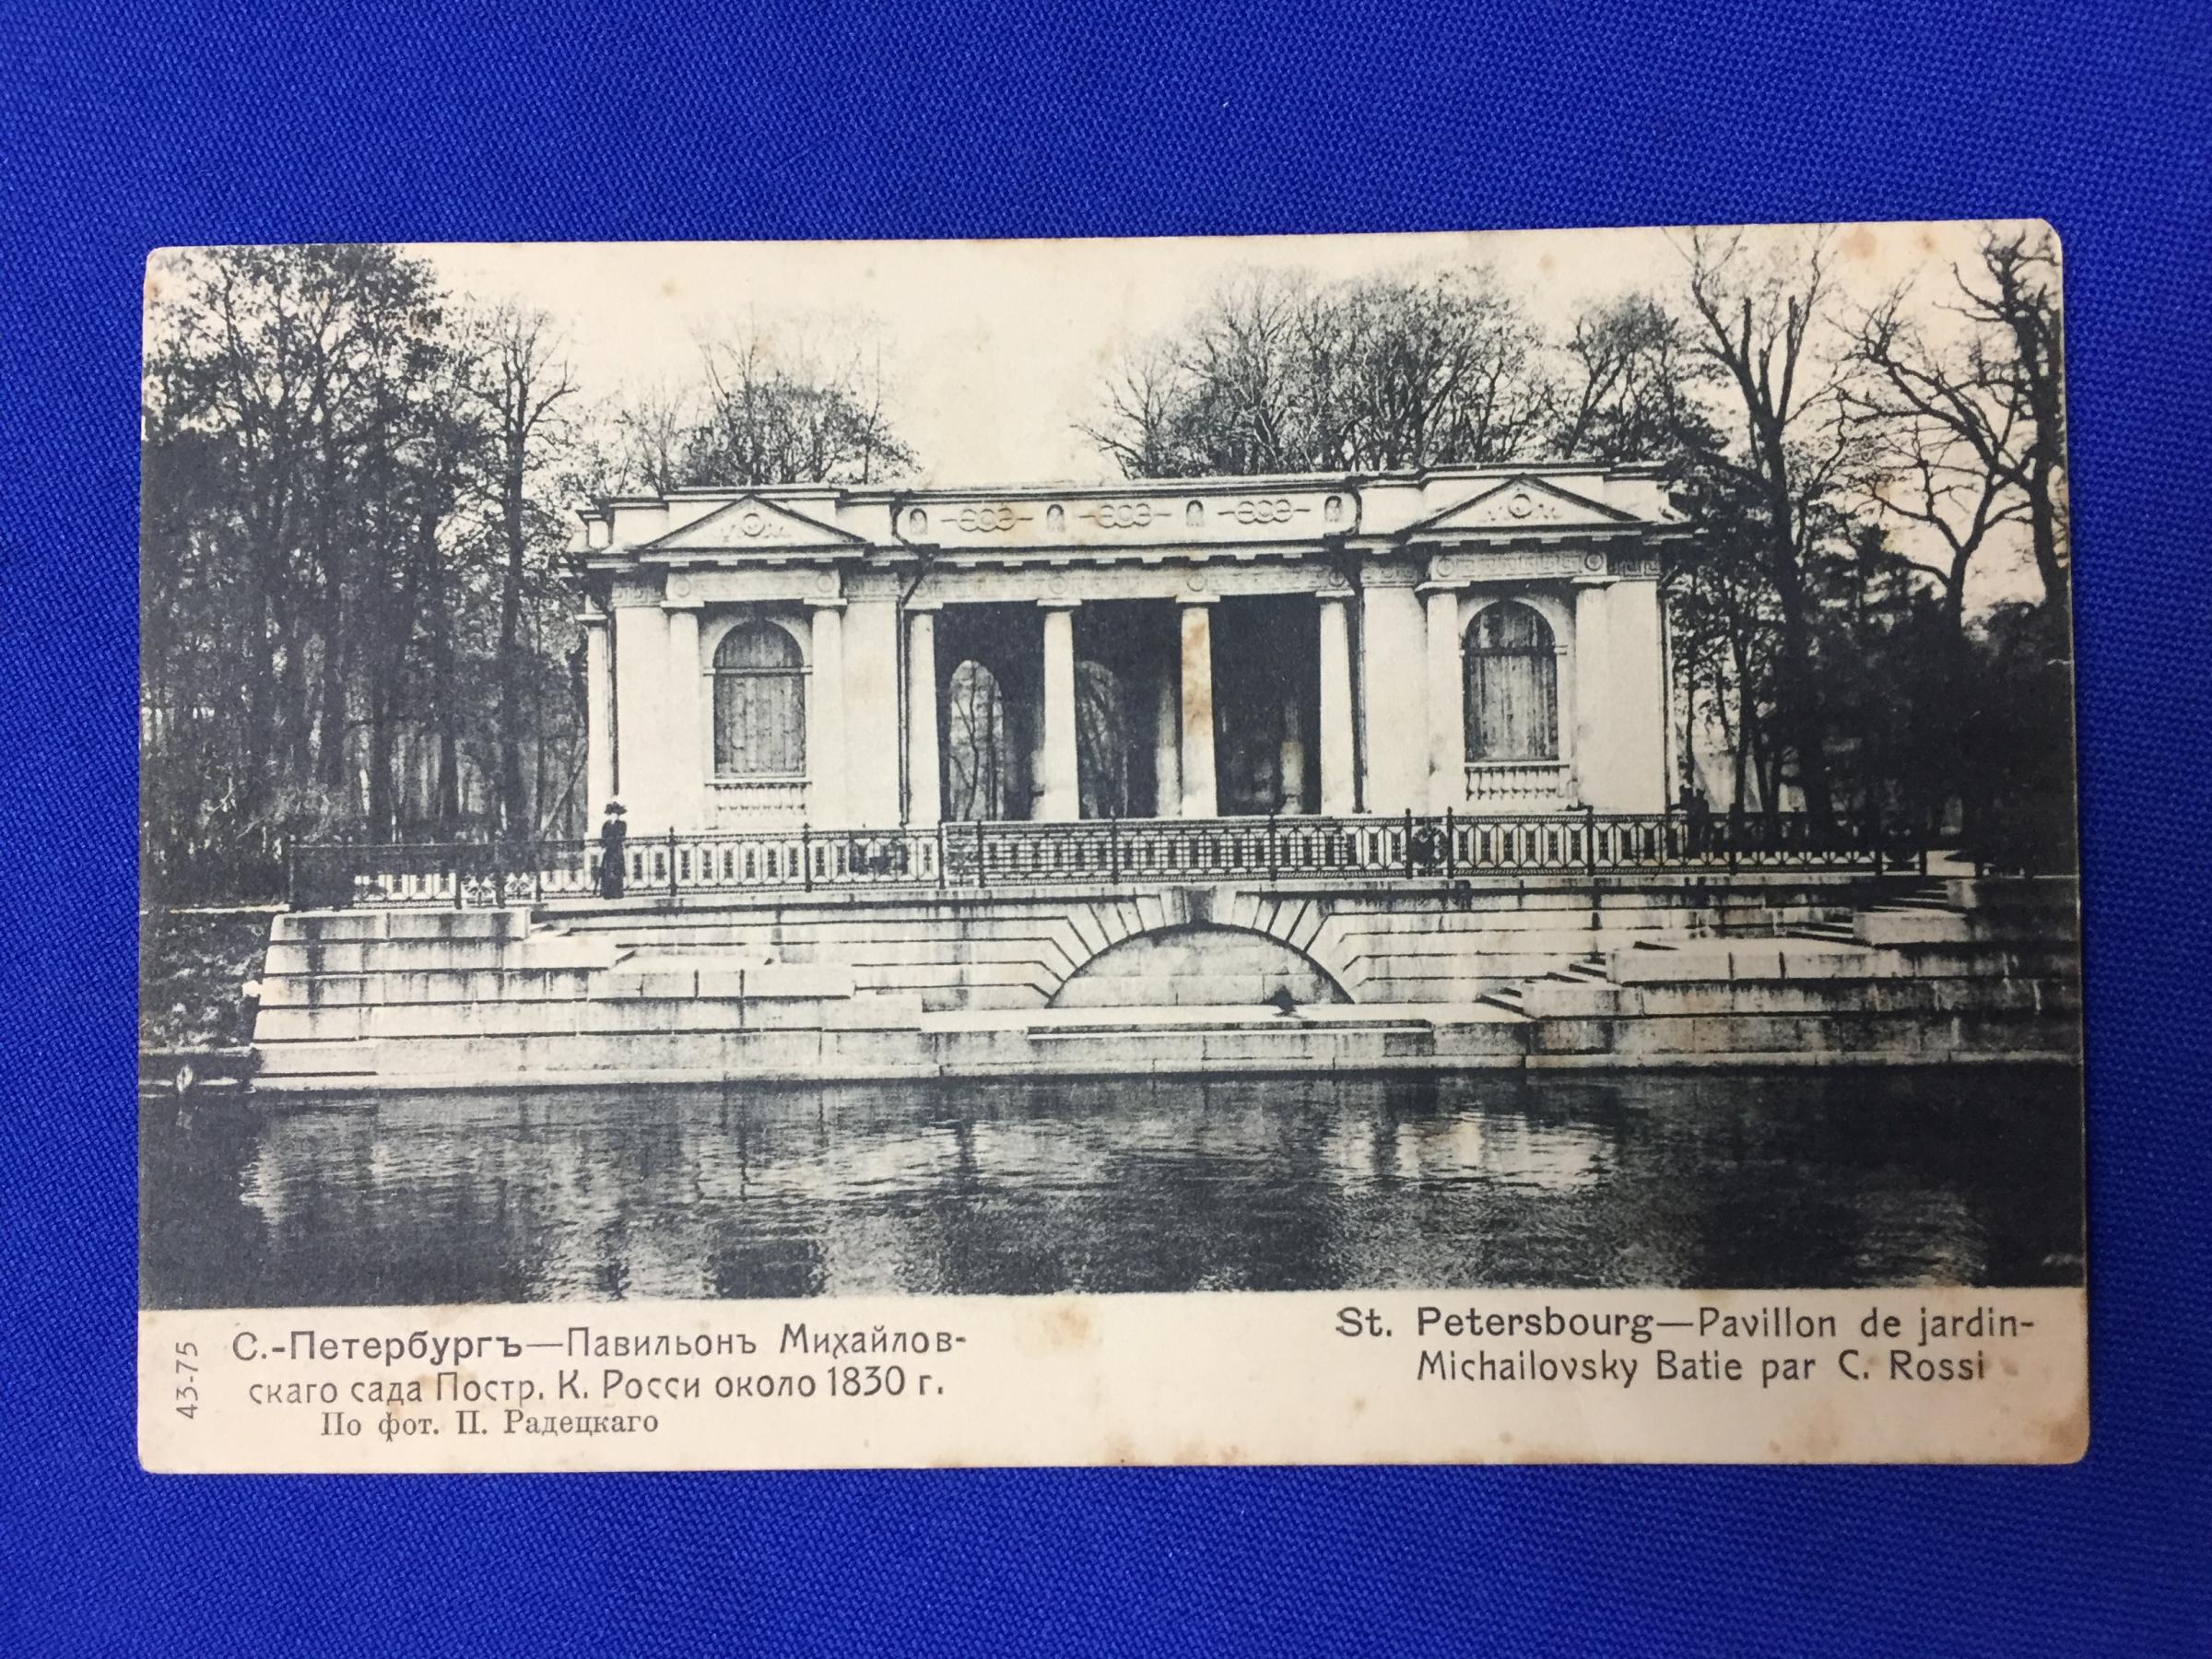 С.-Петербургъ—Павильонъ Михайлов-
скаго сада Постр. К. Росси около 1830 г.
По фот. П. Радецкаго
43-75
St. Petersbourg—Pavillon de jardin-
Michailovsky Batie par C. Rossi